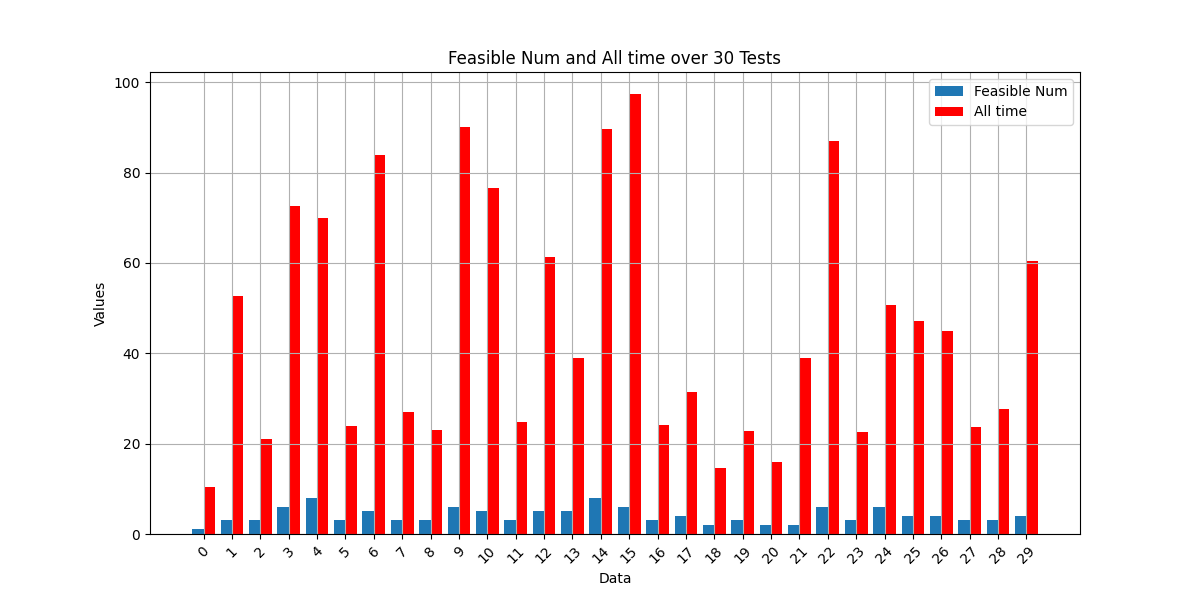 Feasible Num and All time over 30 Tests
Feasible Num
All time
100
80
60
40
20
0
Values
0 1 2 3 4 5 6 7 8 9 10 11 12 13 14 15 16 17 18 19 20 21 22 23 24 25 26 27 28 29
Data